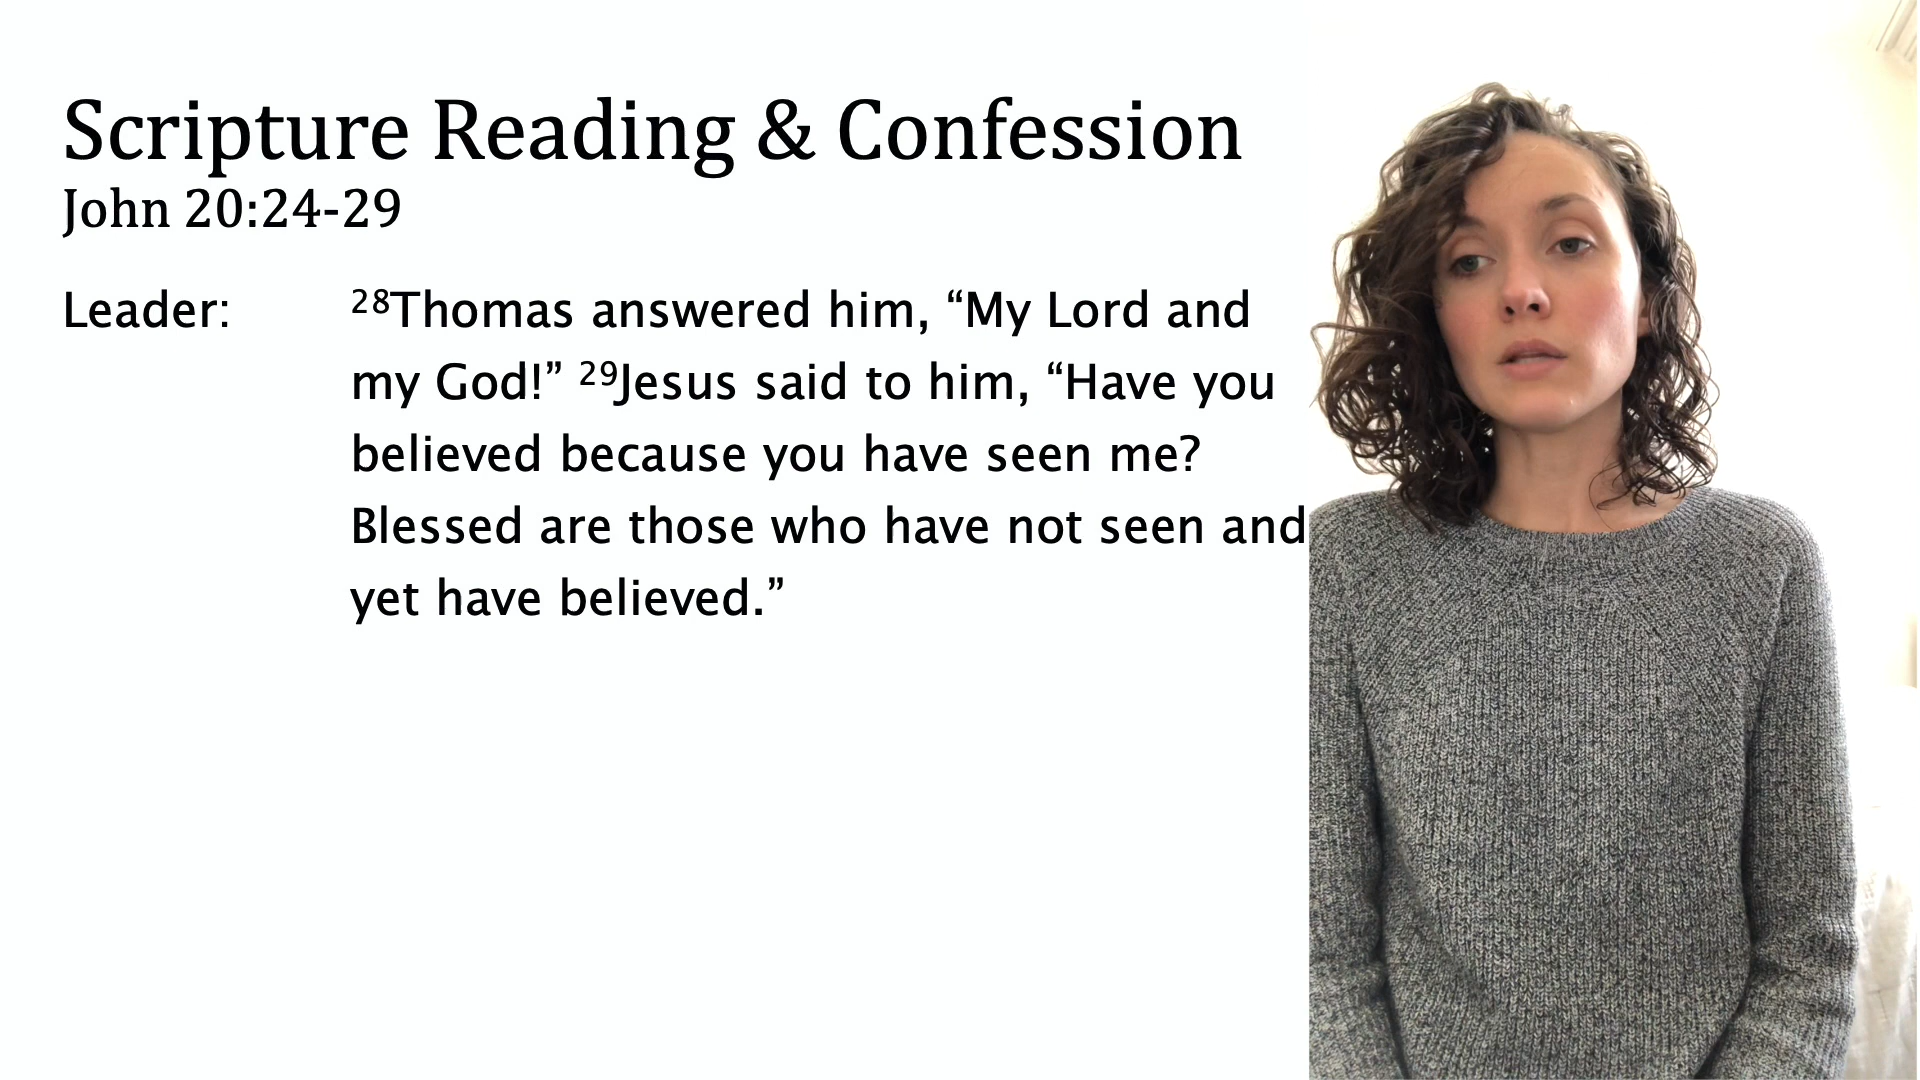 Scripture Reading & Confession
John 20:24-29
Leader: ²⁸Thomas answered him, “My Lord and
my God!” ²⁹Jesus said to him, “Have you
believed because you have seen me?
Blessed are those who have not seen and
yet have believed.”